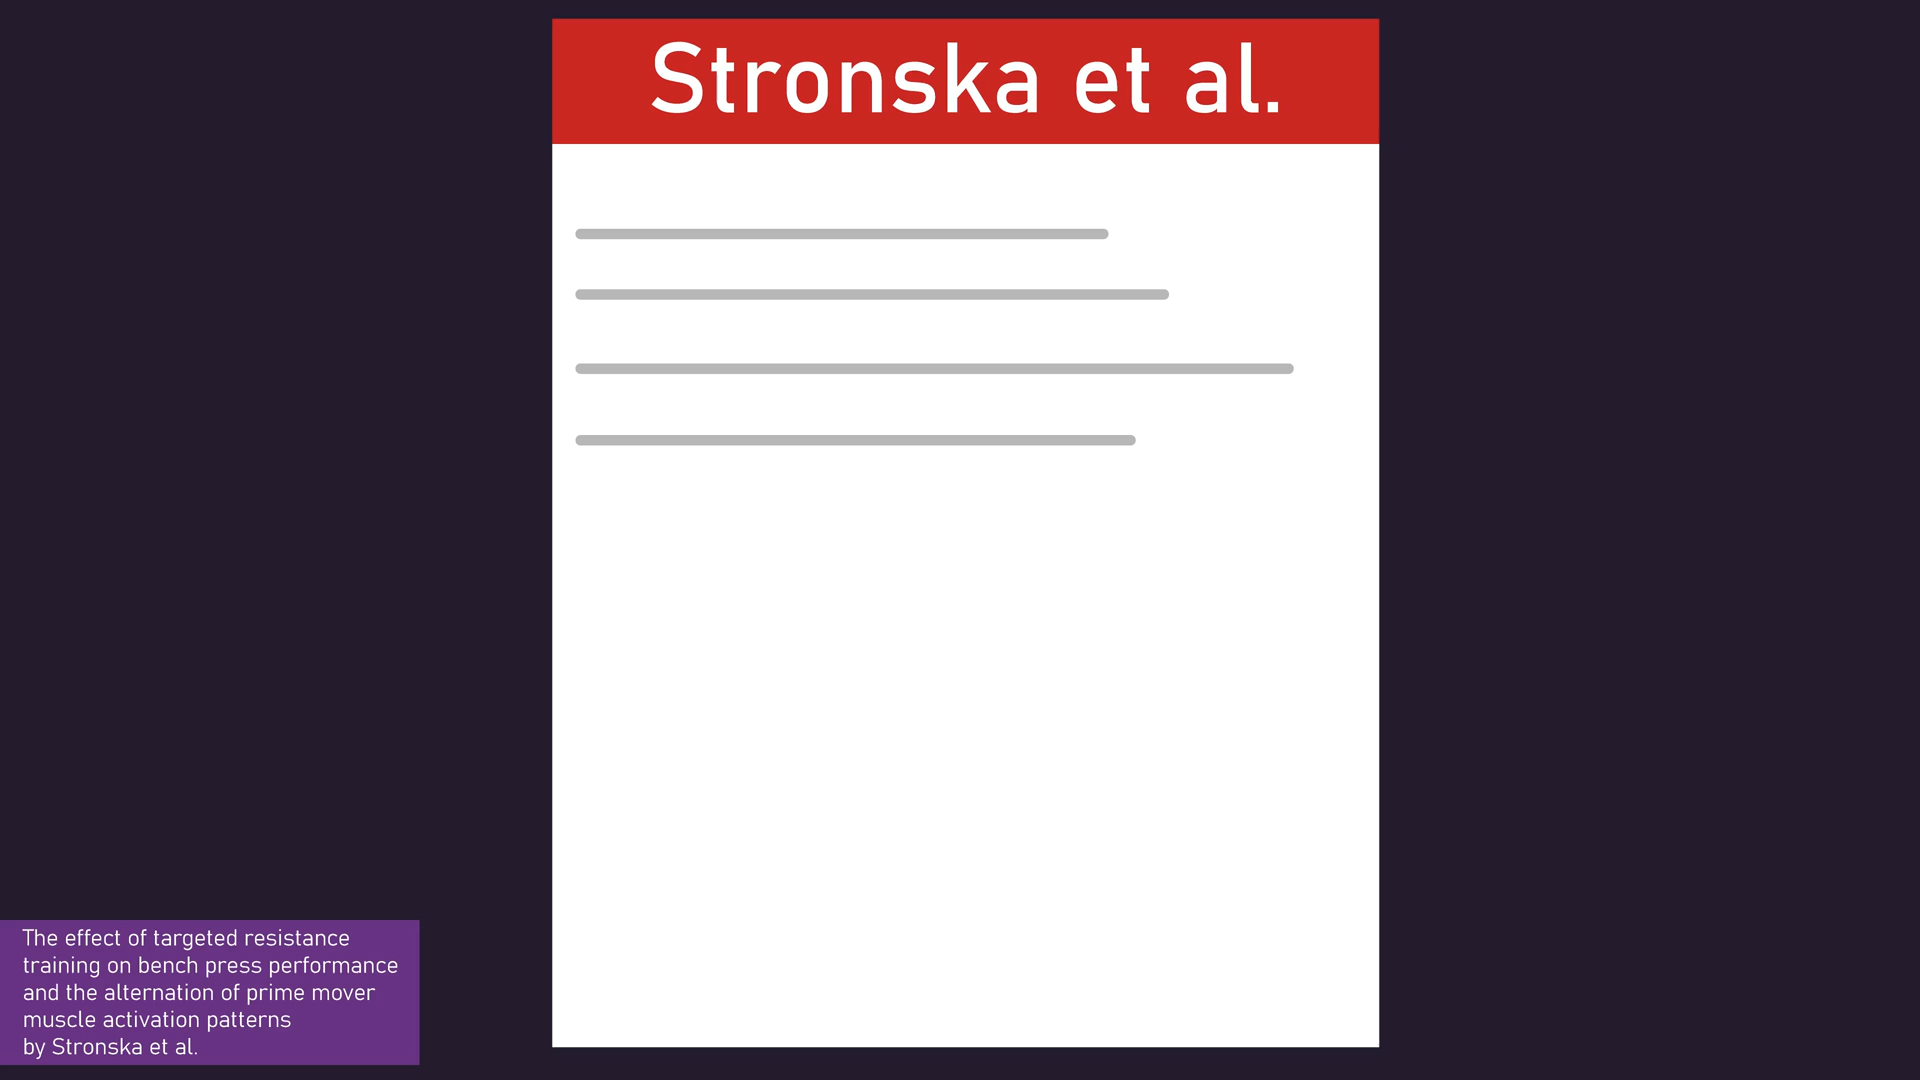 Stronska et al.
The effect of targeted resistance
training on bench press performance
and the alternation of prime mover
muscle activation patterns
by Stronska et al.